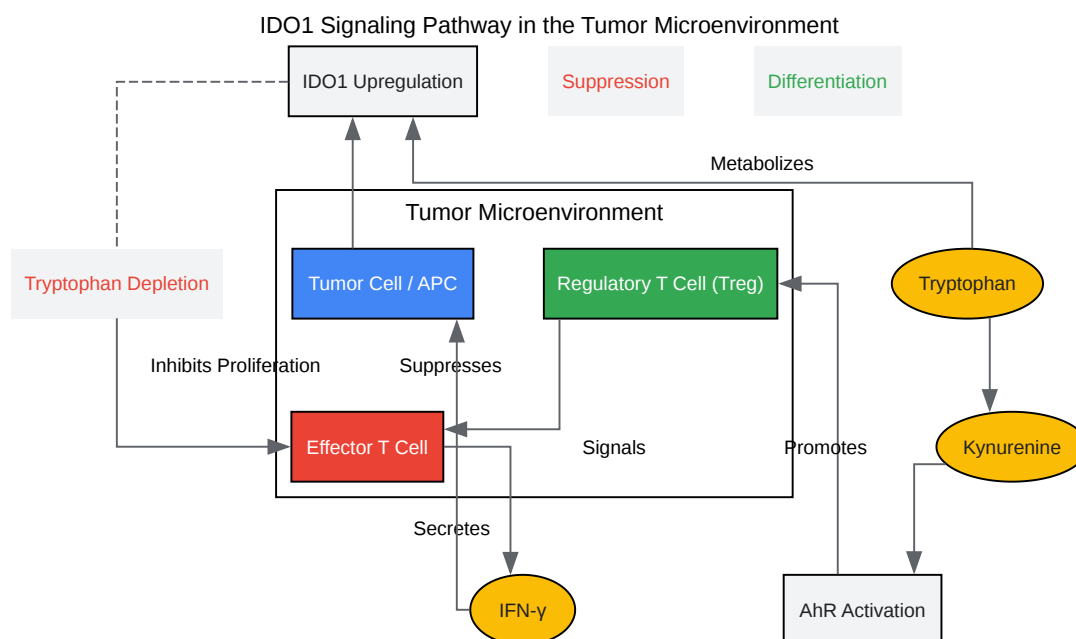 IDO1 Signaling Pathway in the Tumor Microenvironment
IDO1 Upregulation
Suppression
Differentiation
Metabolizes
Tumor Microenvironment
Tryptophan Depletion
Tumor Cell / APC
Regulatory T Cell (Treg)
Tryptophan
Inhibits Proliferation
Suppresses
Effector T Cell
Signals
Promotes
Kynurenine
Secretes
IFN-γ
AhR Activation